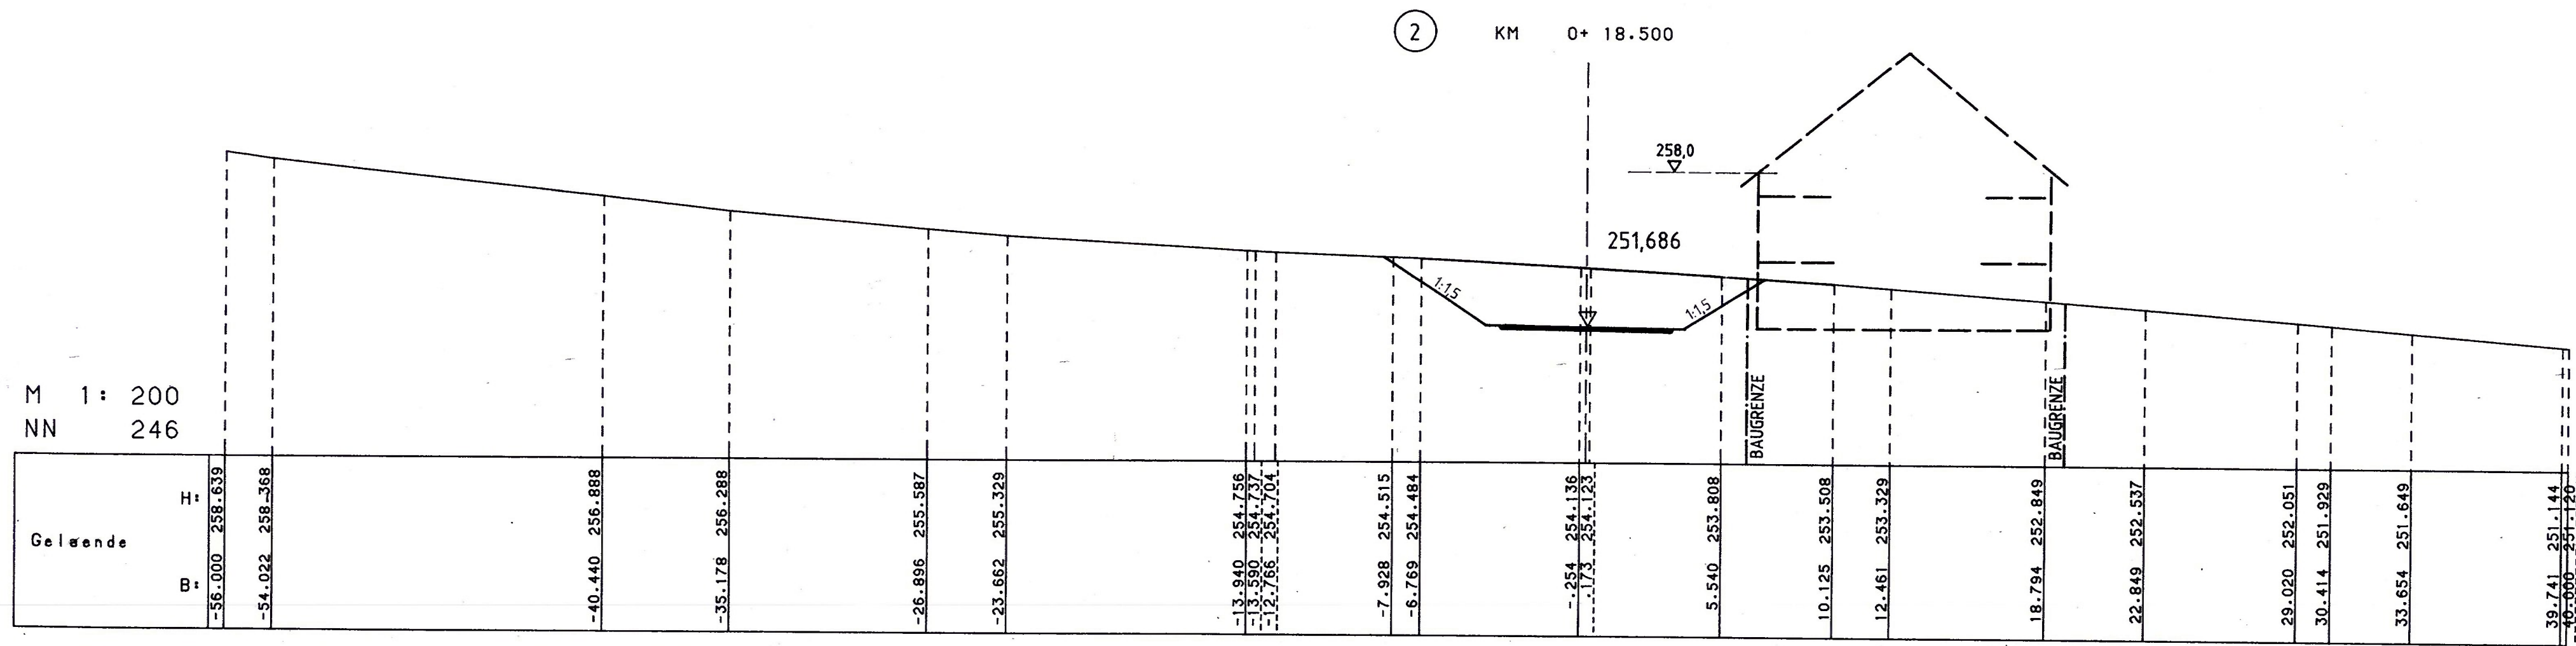 2 KM 0+ 18.500
258,0
251,686
1:1,5
1:1,5
M 1: 200
NN 246
BAUGRENZE
BAUGRENZE
Gelaende
H: 258.639 258.368 256.888 256.288 255.587 255.329 254.756 254.737 254.704 254.515 254.484 254.136 254.123 253.808 253.508 253.329 252.849 252.537 252.051 251.929 251.649 251.144 251.120
B: -56.000 -54.022 -40.440 -35.178 -26.896 -23.662 -13.940 -13.590 -12.766 -7.928 -6.769 -.254 .173 5.540 10.125 12.461 18.794 22.849 29.020 30.414 33.654 39.741 40.000